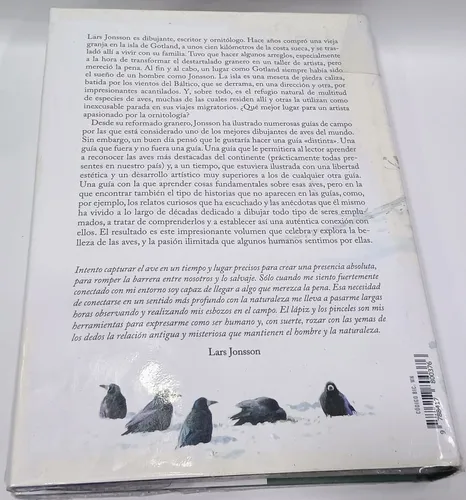 Lars Jonsson es dibujante, escritor y ornitólogo. Hace años compró una vieja
granja en la isla de Gotland, a unos cien kilómetros de la costa sueca, y se tras-
ladó allí a vivir con su familia. Tuvo que hacer algunos arreglos, especialmente
a la hora de transformar el destartalado granero en un taller de artista, pero
mereció la pena. Al fin y al cabo, un lugar como Gotland siempre había sido
el sueño de un hombre como Jonsson. La isla es una meseta de piedra caliza,
batida por los vientos del Báltico, que se derrama, en una dirección y otra, por
impresionantes acantilados. Y, sobre todo, es el refugio natural de multitud
de especies de aves, muchas de las cuales residen allí y otras la utilizan como
inexcusable parada en sus viajes migratorios. ¿Qué mejor lugar para un artista
apasionado por la ornitología?
Desde su reformado granero, Jonsson ha ilustrado numerosas guías de campo
por las que está considerado uno de los mejores dibujantes de aves del mundo.
Sin embargo, un buen día pensó que le gustaría hacer una guía «distinta». Una
guía que fuera y no fuera una guía. Una guía que le permitiera al lector aprender
a reconocer las aves más destacadas del continente (prácticamente todas pres-
entes en nuestro país) y, a un tiempo, que estuviera ilustrada con una libertad
estética y un desarrollo artístico muy superiores a los de cualquier otra guía.
Una guía con la que aprender cosas fundamentales sobre esas aves, pero en la
que encontrar también el tipo de historias que no aparecen en las guías, como,
por ejemplo, los relatos curiosos que ha escuchado y las anécdotas que él mismo
ha vivido a lo largo de décadas dedicado a dibujar todo tipo de seres emplu-
mados, a tratar de comprenderlos y a establecer así una auténtica conexión con
ellos. El resultado es este impresionante volumen que celebra y explora la be-
lleza de las aves, y la pasión ilimitada que algunos humanos sentimos por ellas.
Intento capturar el ave en un tiempo y lugar precisos para crear una presencia absoluta,
para romper la barrera entre nosotros y lo salvaje. Sólo cuando me siento fuertemente
conectado con mi entorno soy capaz de llegar a algo que merezca la pena. Esa necesidad
de conectarse en un sentido más profundo con la naturaleza me lleva a pasarme largas
horas observando y realizando mis esbozos en el campo. El lápiz y los pinceles son mis
herramientas para expresarme como ser humano y, con suerte, rozar con las yemas de
los dedos la relación antigua y misteriosa que mantienen el hombre y la naturaleza.
Lars Jonsson